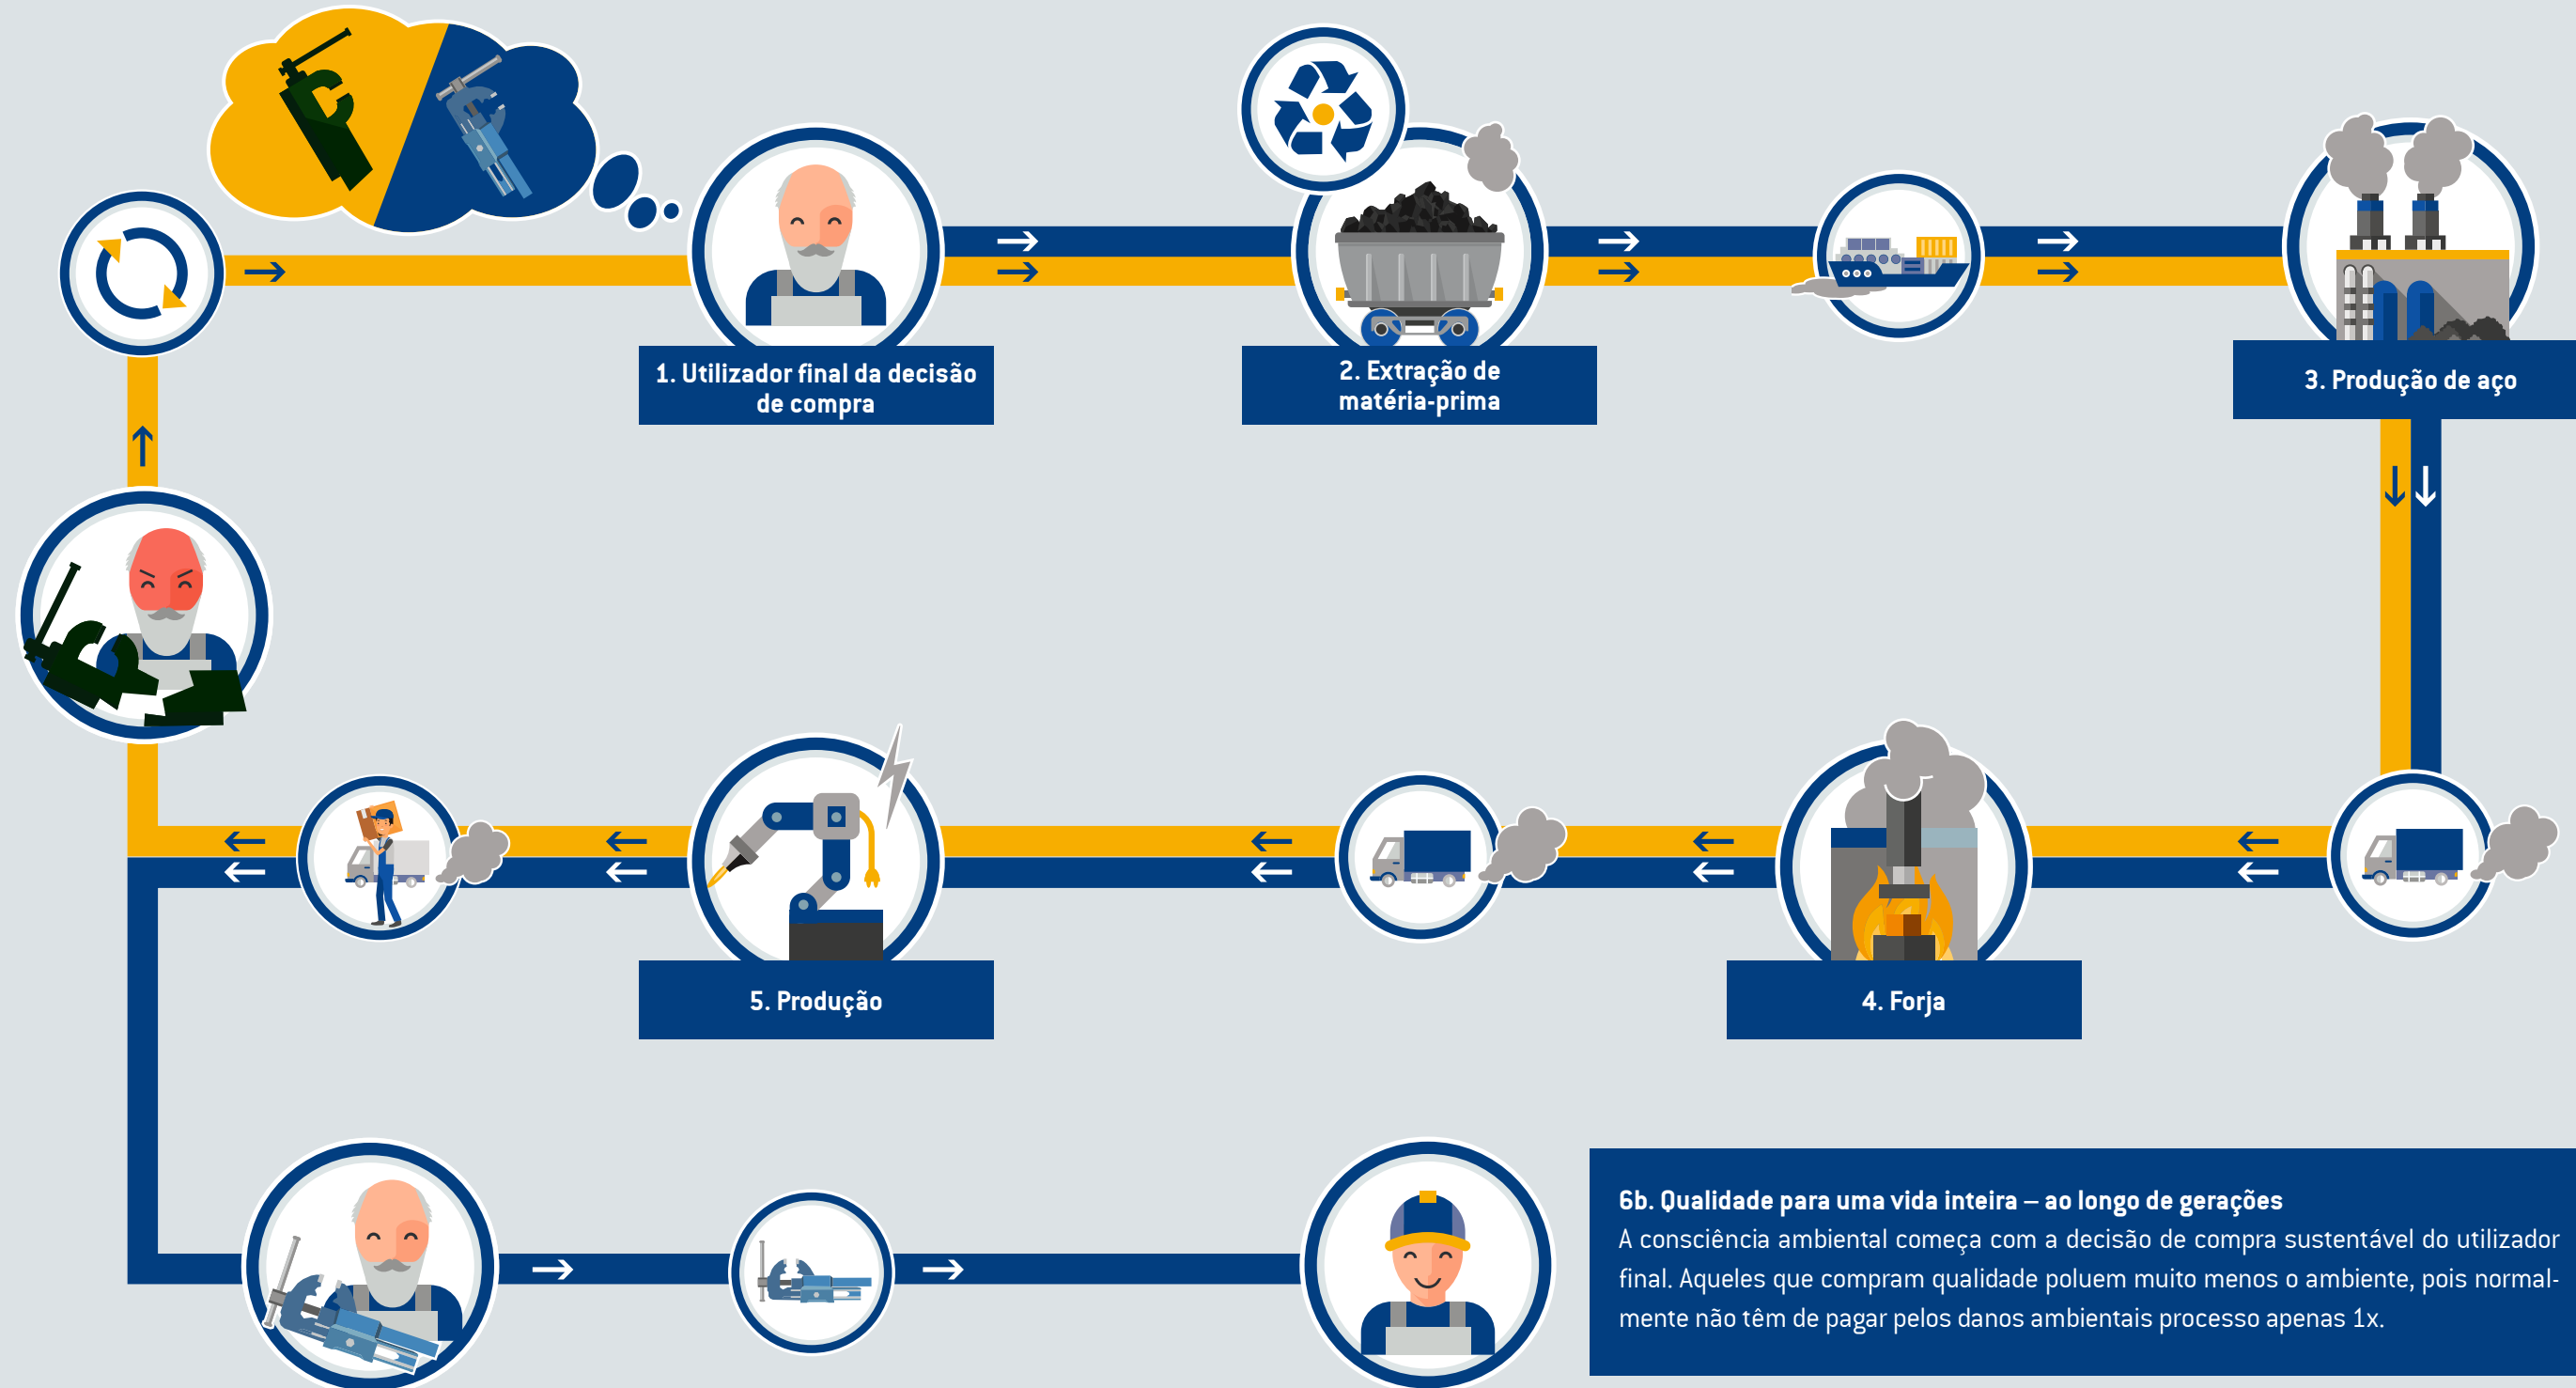 1. Utilizador final da decisão
de compra
2. Extração de
matéria-prima
3. Produção de aço
5. Produção
4. Forja
6b. Qualidade para uma vida inteira – ao longo de gerações
A consciência ambiental começa com a decisão de compra sustentável do utilizador
final. Aqueles que compram qualidade poluem muito menos o ambiente, pois normal-
mente não têm de pagar pelos danos ambientais processo apenas 1x.